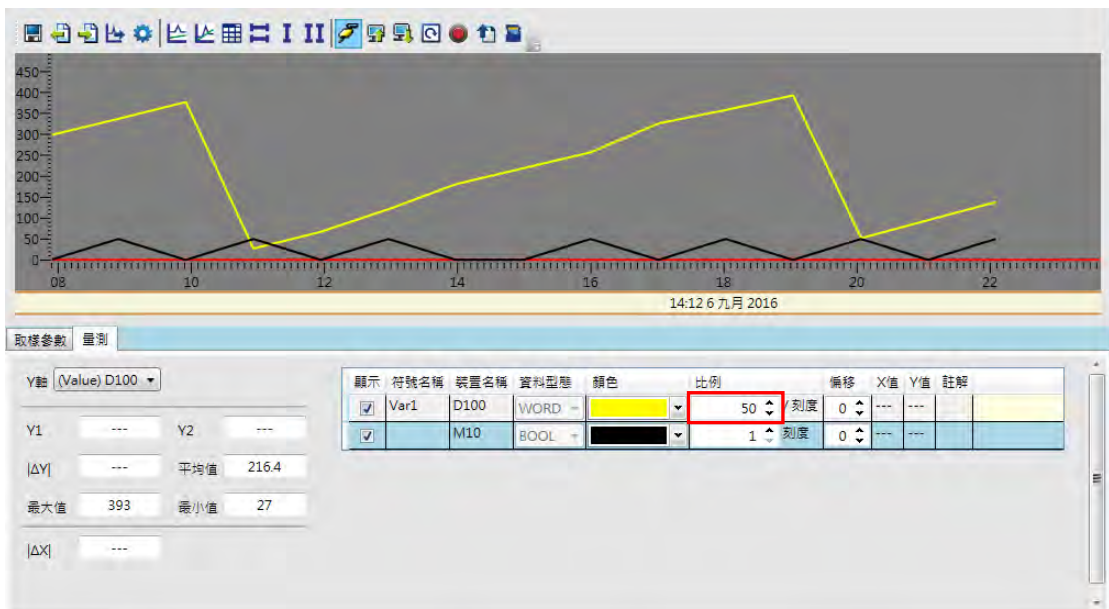 450
400
350
300
250
200
150
100
50
0
08 10 12 14 16 18 20 22
14:12 6 九月 2016
取樣參數 量測
Y軸 (Value) D100
Y1 --- Y2 ---
|ΔY| --- 平均值 216.4
最大值 393 最小值 27
|ΔX| ---
顯示 符號名稱 裝置名稱 資料型態 顏色 比例 偏移 X值 Y值 註解
Var1 D100 WORD 50 / 刻度 0 --- ---
M10 BOOL 1 刻度 0 --- ---